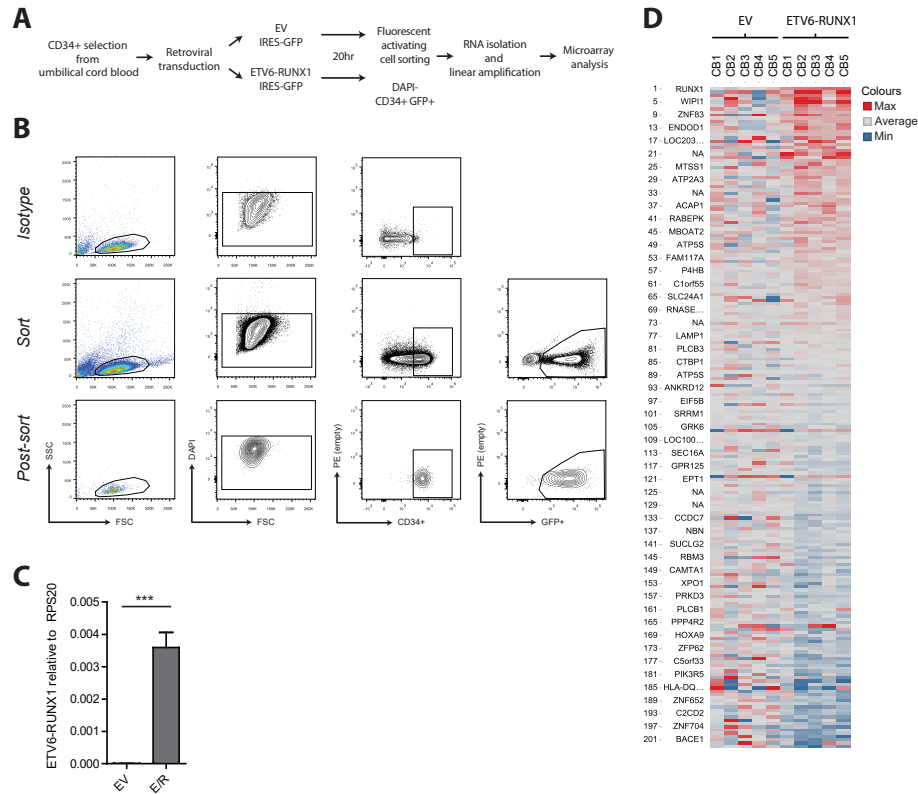 A
CD34+ selection
from
umbilical cord blood
Retroviral
transduction
EV
IRES-GFP
ETV6-RUNX1
IRES-GFP
20hr
Fluorescent
activating
cell sorting
DAPI-
CD34+ GFP+
RNA isolation
and
linear amplification
Microarray
analysis
B
Isotype
Sort
Post-sort
SSC
FSC
DAPI
FSC
PE (empty)
CD34+
PE (empty)
GFP+
C
ETV6-RUNX1 relative to RPS20
0.005
0.004
0.003
0.002
0.001
0.000
***
EV
E/R
D
EV
ETV6-RUNX1
CB1 CB2 CB3 CB4 CB5 CB1 CB2 CB3 CB4 CB5
Colours
Max
Average
Min
1 RUNX1
5 WIPI1
9 ZNF83
13 ENDOD1
17 LOC203...
21 NA
25 MTSS1
29 ATP2A3
33 NA
37 ACAP1
41 RABEPK
45 MBOAT2
49 ATP5S
53 FAM117A
57 P4HB
61 C1orf55
65 SLC24A1
69 RNASE...
73 NA
77 LAMP1
81 PLCB3
85 CTBP1
89 ATP5S
93 ANKRD12
97 EIF5B
101 SRRM1
105 GRK6
109 LOC100...
113 SEC16A
117 GPR125
121 EPT1
125 NA
129 NA
133 CCDC7
137 NBN
141 SUCLG2
145 RBM3
149 CAMTA1
153 XPO1
157 PRKD3
161 PLCB1
165 PPP4R2
169 HOXA9
173 ZFP62
177 C5orf33
181 PIK3R5
185 HLA-DQ...
189 ZNF652
193 C2CD2
197 ZNF704
201 BACE1